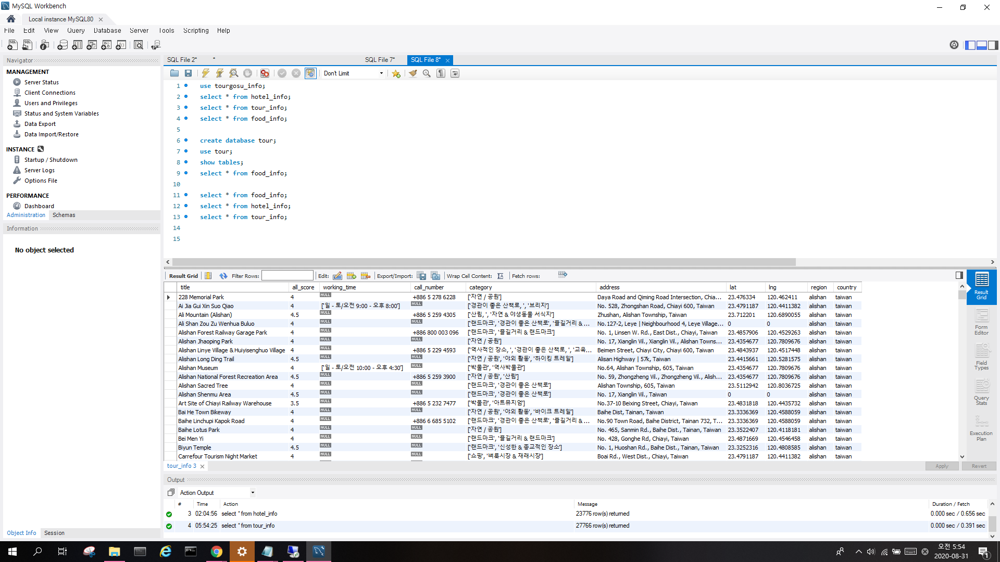 MySQL Workbench
Local instance MySQL80
File Edit View Query Database Server Tools Scripting Help
Navigator
MANAGEMENT
Server Status
Client Connections
Users and Privileges
Status and System Variables
Data Export
Data Import/Restore
INSTANCE
Startup / Shutdown
Server Logs
Options File
PERFORMANCE
Dashboard
Administration Schemas
Information
No object selected
Object Info Session
SQL File 2* * SQL File 7* SQL File 8*
Don't Limit
1 use tourgosu_info;
2 select * from hotel_info;
3 select * from tour_info;
4 select * from food_info;
5
6 create database tour;
7 use tour;
8 show tables;
9 select * from food_info;
10
11 select * from food_info;
12 select * from hotel_info;
13 select * from tour_info;
14
15
Result Grid Filter Rows: Edit: Export/Import: Wrap Cell Content: Fetch rows:
title all_score working_time call_number category address lat lng region country
228 Memorial Park 4 NULL +886 5 278 6228 ['자연 / 공원'] Daya Road and Qiming Road Intersection, Chia... 23.476334 120.462411 alishan taiwan
Ai Jia Gui Xin Suo Qiao 4 ['일 - 토/오전 9:00 - 오후 8:00'] NULL ['경관이 좋은 산책로, ', '브리지'] No. 528, Zhongshan Road, Chiayi 600, Taiwan 23.4791187 120.4411382 alishan taiwan
Ali Mountain (Alishan) 4.5 NULL +886 5 259 4305 ['산림, ', '자연 & 야생동물 서식지'] Zhushan, Alishan Township, Taiwan 23.712201 120.6890055 alishan taiwan
Ali Shan Zou Zu Wenhua Buluo 4 NULL NULL ['랜드마크', '경관이 좋은 산책로', '즐길거리 & ... No.127-2, Leye | Neighbourhood 4, Leye Village... 0 0 alishan taiwan
Alishan Forest Railway Garage Park 4 NULL +886 800 003 096 ['랜드마크', '즐길거리 & 랜드마크'] No. 1, Linsen W. Rd., East Dist., Chiayi, Taiwan 23.4857906 120.4529263 alishan taiwan
Alishan Jhaoping Park 4 NULL NULL ['자연 / 공원'] No. 17, Xianglin Vil., Xianglin Vil., Alishan Towns... 23.4354677 120.7809676 alishan taiwan
Alishan Linye Village & Huiyisenghuo Village 4 NULL +886 5 229 4593 ['역사적인 장소, ', '경관이 좋은 산책로, ', '교육... Beimen Street, Chiayi City, Chiayi 600, Taiwan 23.4843937 120.4517448 alishan taiwan
Alishan Long Ding Trail 4.5 NULL NULL ['자연 / 공원', '야외 활동', '하이킹 트레일'] Alisan Highway | 57k, Taiwan 23.4415661 120.5281575 alishan taiwan
Alishan Museum 4 ['일 - 토/오전 10:00 - 오후 4:30'] NULL ['박물관', '역사박물관'] No.64, Alishan Township, 605, Taiwan 23.4354677 120.7809676 alishan taiwan
Alishan National Forest Recreation Area 4.5 NULL +886 5 259 3900 ['자연 / 공원', '산림'] No. 59, Zhongzheng Vil., Zhongzheng Vil., Alish... 23.4354677 120.7809676 alishan taiwan
Alishan Sacred Tree 4 NULL NULL ['랜드마크', '경관이 좋은 산책로'] Alishan Township, 605, Taiwan 23.5112942 120.8036725 alishan taiwan
Alishan Shenmu Area 4.5 NULL NULL ['랜드마크', '경관이 좋은 산책로'] No. 17, Xianglin Vil., Taiwan 0 0 alishan taiwan
Art Site of Chiayi Railway Warehouse 3.5 NULL +886 5 232 7477 ['박물관', '아트뮤지엄'] No.37-10 Beixing Street, Chiayi, Taiwan 23.4831818 120.4435732 alishan taiwan
Bai He Town Bikeway 4 NULL NULL ['자연 / 공원', '야외 활동', '바이크 트레일'] Baihe Dist, Tainan, Taiwan 23.3336369 120.4588059 alishan taiwan
Baihe Linchupi Kapok Road 4 NULL +886 6 685 5102 ['랜드마크', '경관이 좋은 산책로', '즐길거리 & ... No.90 Town Road, Baihe District, Tainan 732, T... 23.3336369 120.4588059 alishan taiwan
Baihe Lotus Park 4 NULL NULL ['자연 / 공원'] No. 465, Sanmin Rd., Baihe Dist., Tainan, Taiwan 23.3522407 120.4118181 alishan taiwan
Bei Men Yi 4 NULL NULL ['랜드마크', '즐길거리 & 랜드마크'] No. 428, Gonghe Rd, Chiayi, Taiwan 23.4871669 120.4546458 alishan taiwan
Biyun Temple 4.5 NULL NULL ['랜드마크', '신성한 & 종교적인 장소'] No. 1, Huoshan Rd., Baihe Dist., Tainan, Taiwan 23.3252316 120.4808585 alishan taiwan
Carrefour Tourism Night Market 4 NULL NULL ['쇼핑', '벼룩시장 & 재래시장'] Boai Rd., West Dist., Chiayi, Taiwan 23.4791187 120.4411382 alishan taiwan
Result Grid
Form Editor
Field Types
Query Stats
Execution Plan
tour_info 3 Apply Revert
Output
Action Output
# Time Action Message Duration / Fetch
3 02:04:56 select * from hotel_info 23776 row(s) returned 0.000 sec / 0.656 sec
4 05:54:25 select * from tour_info 27766 row(s) returned 0.000 sec / 0.391 sec
오전 5:54
2020-08-31
1